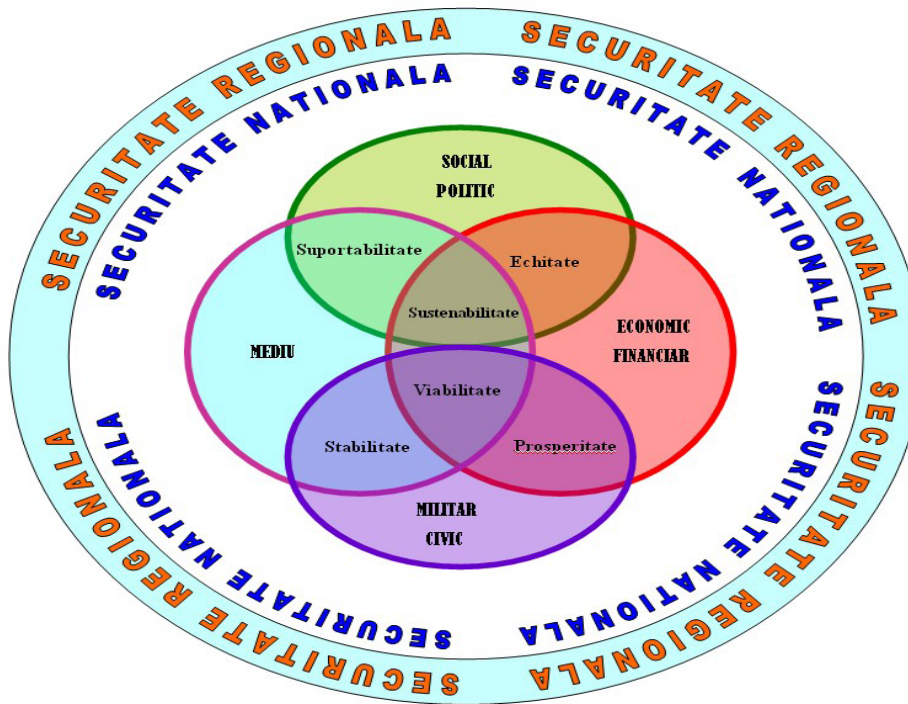 SECURITATE REGIONALA
SECURITATE REGIONALA
SECURITATE NATIONALA
SECURITATE NATIONALA
SOCIAL
POLITIC
Suportabilitate
Echitate
Sustenabilitate
MEDIU
ECONOMIC
FINANCIAR
Viabilitate
Stabilitate
Prosperitate
MILITAR
CIVIC
SECURITATE NATIONALA
SECURITATE NATIONALA
SECURITATE REGIONALA
SECURITATE REGIONALA